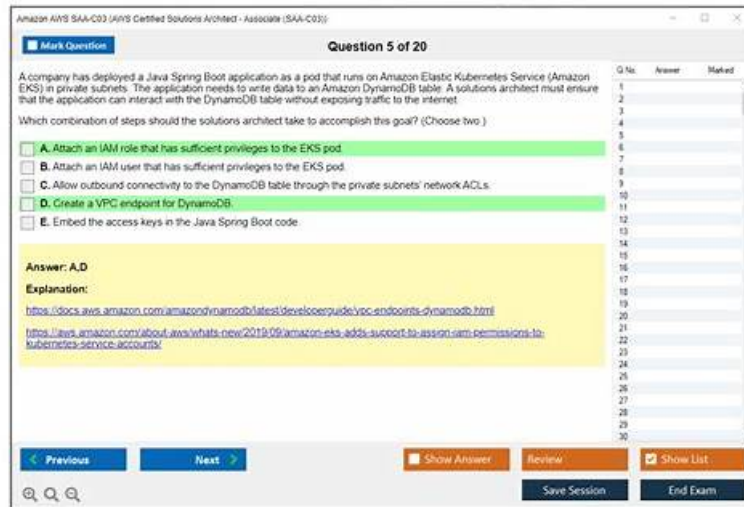 Amazon AWS SAA-C03 (AWS Certified Solutions Architect - Associate (SAA-C03))
Mark Question
Question 5 of 20
A company has deployed a Java Spring Boot application as a pod that runs on Amazon Elastic Kubernetes Service (Amazon
EKS) in private subnets. The application needs to write data to an Amazon DynamoDB table. A solutions architect must ensure
that the application can interact with the DynamoDB table without exposing traffic to the internet.
Which combination of steps should the solutions architect take to accomplish this goal? (Choose two.)
A. Attach an IAM role that has sufficient privileges to the EKS pod.
B. Attach an IAM user that has sufficient privileges to the EKS pod.
C. Allow outbound connectivity to the DynamoDB table through the private subnets' network ACLs.
D. Create a VPC endpoint for DynamoDB.
E. Embed the access keys in the Java Spring Boot code.
Answer: A,D
Explanation:
https://docs.aws.amazon.com/amazondynamodb/latest/developerguide/vpc-endpoints-dynamodb.html
https://aws.amazon.com/about-aws/whats-new/2019/09/amazon-eks-adds-support-to-assign-iam-permissions-to-
kubernetes-service-accounts/
Q No. Answer Marked
1
2
3
4
5
6
7
8
9
10
11
12
13
14
15
16
17
18
19
20
21
22
23
24
25
26
27
28
29
30
Previous
Next
Show Answer
Review
Show List
Save Session
End Exam